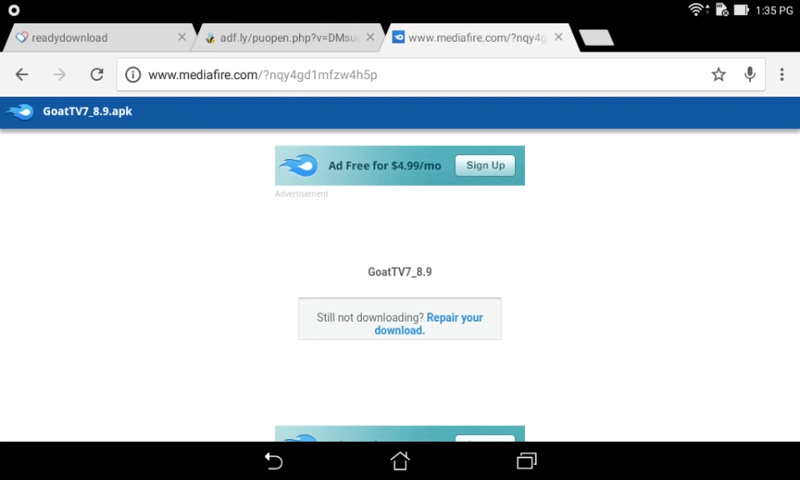 1:35 PG
readydownload
adf.ly/puopen.php?v=DMsu
www.mediafire.com/?nqy4g
www.mediafire.com/?nqy4gd1mfzw4h5p
GoatTV7_8.9.apk
Ad Free for $4.99/mo
Sign Up
Advertisement
GoatTV7_8.9
Still not downloading? Repair your
download.